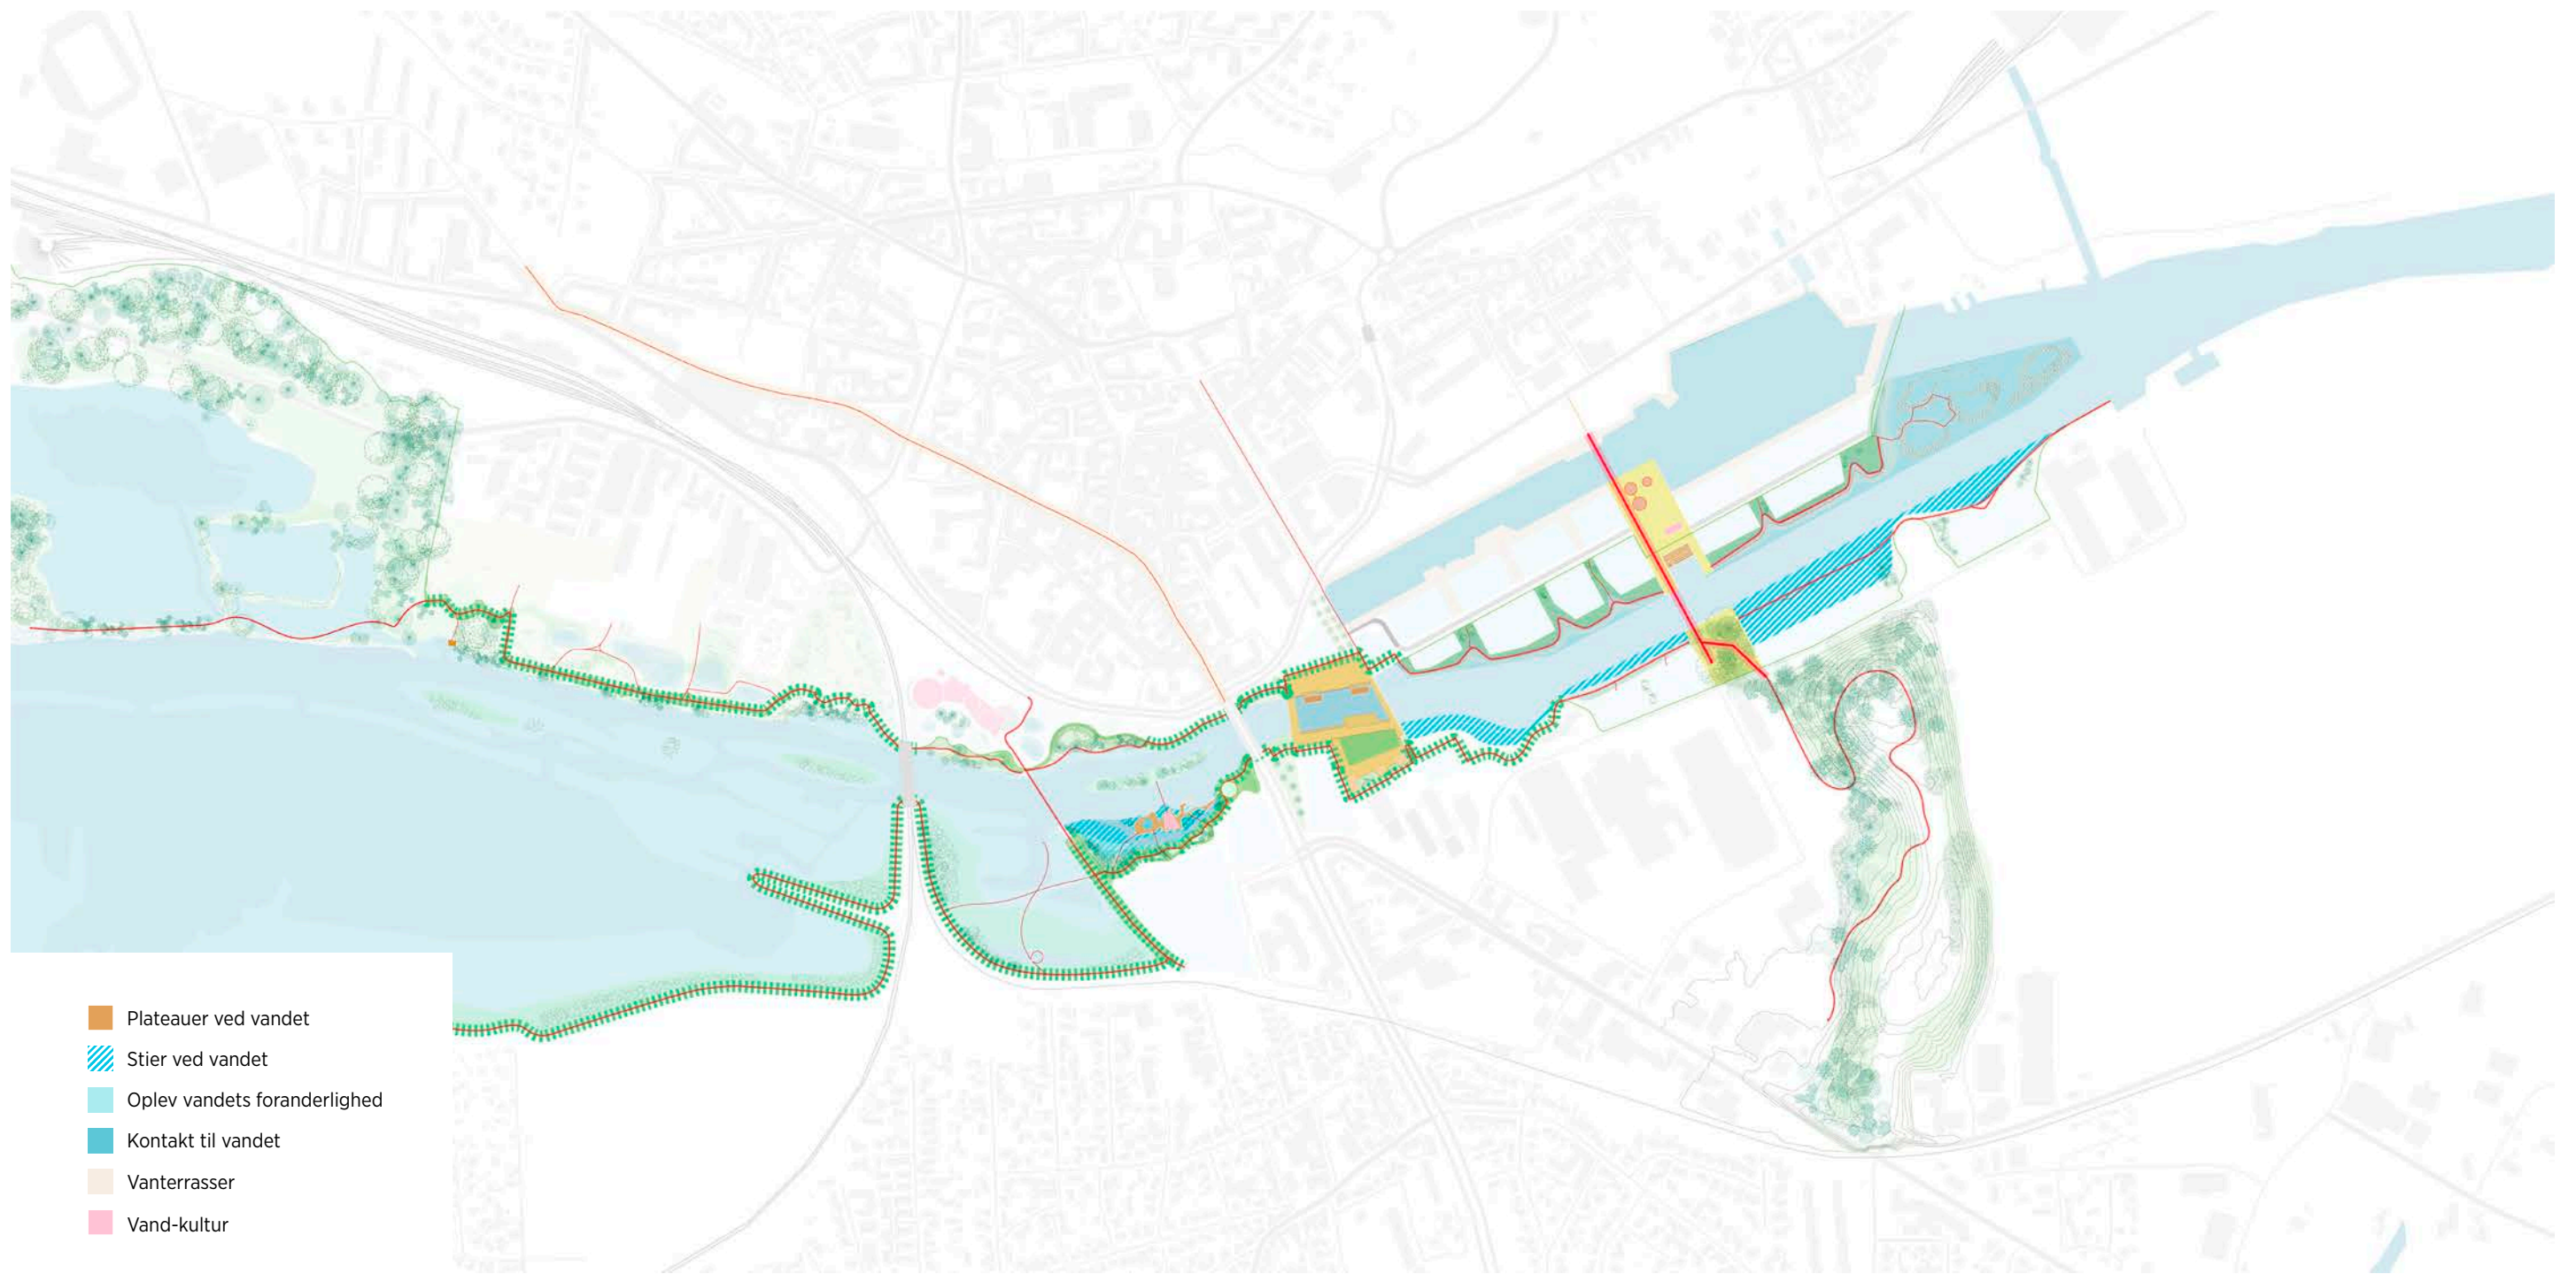 Plateauer ved vandet
Stier ved vandet
Oplev vandets foranderlighed
Kontakt til vandet
Vanterrasser
Vand-kultur